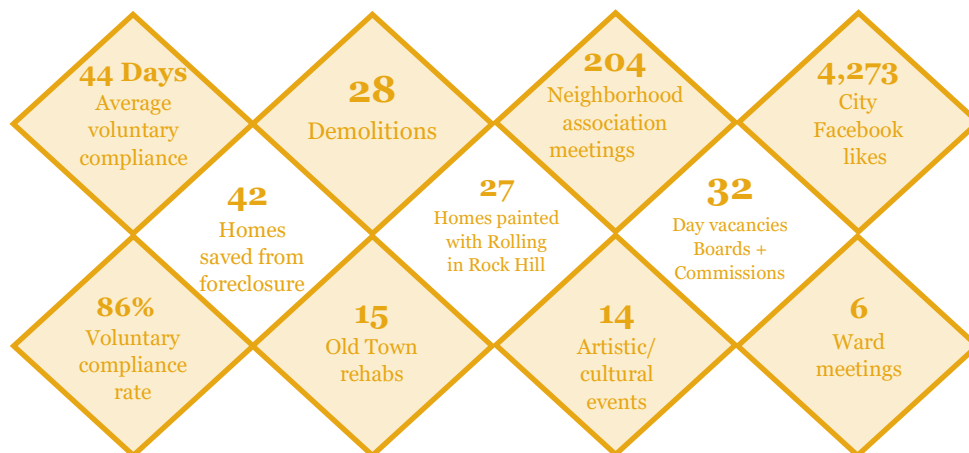 44 Days
Average
voluntary
compliance
28
Demolitions
204
Neighborhood
association
meetings
4,273
City
Facebook
likes
42
Homes
saved from
foreclosure
27
Homes painted
with Rolling
in Rock Hill
32
Day vacancies
Boards +
Commissions
86%
Voluntary
compliance
rate
15
Old Town
rehabs
14
Artistic/
cultural
events
6
Ward
meetings